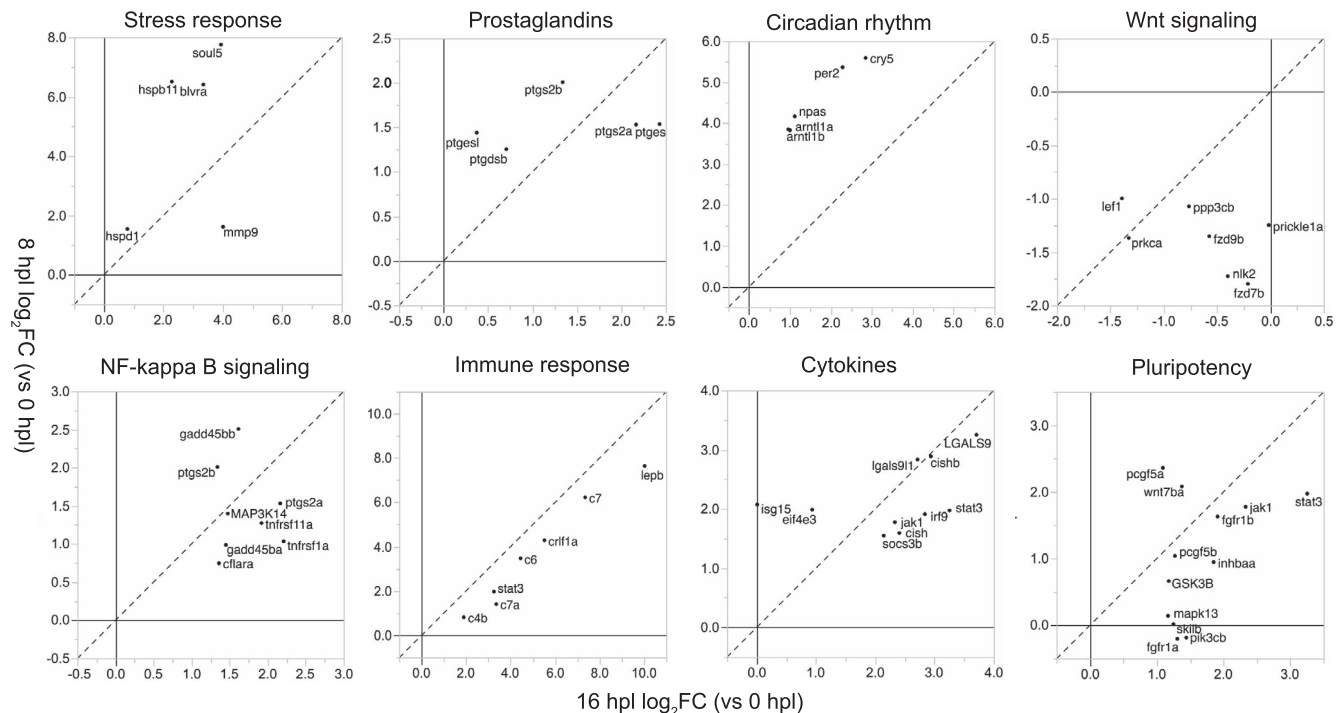 Stress response
8.0
6.0
4.0
2.0
0.0
0.0 2.0 4.0 6.0 8.0
soul5
hspb11 blvra
hspd1
mmp9
Prostaglandins
2.5
2.0
1.5
1.0
0.5
0.0
-0.5
-0.5 0.0 0.5 1.0 1.5 2.0 2.5
ptgs2b
ptgesl
ptgdsb
ptgs2a ptges
Circadian rhythm
6.0
5.0
4.0
3.0
2.0
1.0
0.0
0.0 1.0 2.0 3.0 4.0 5.0 6.0
cry5
per2
npas
arntl1a
arntl1b
Wnt signaling
0.5
0.0
-0.5
-1.0
-1.5
-2.0
-2.0 -1.5 -1.0 -0.5 0.0 0.5
lef1
ppp3cb
prkca
fzd9b
prickle1a
nlk2
fzd7b
8 hpl log2FC (vs 0 hpl)
NF-kappa B signaling
3.0
2.5
2.0
1.5
1.0
0.5
0.0
-0.5
-0.5 0.0 0.5 1.0 1.5 2.0 2.5 3.0
gadd45bb
ptgs2b
ptgs2a
MAP3K14
tnfrsf11a
gadd45ba
tnfrsf1a
cflara
Immune response
10.0
8.0
6.0
4.0
2.0
0.0
0.0 2.0 4.0 6.0 8.0 10.0
lepb
c7
crlf1a
c6
stat3
c7a
c4b
Cytokines
4.0
3.0
2.0
1.0
0.0
0.0 1.0 2.0 3.0 4.0
LGALS9
lgals9l1
cishb
isg15
eif4e3
jak1
irf9
stat3
cish
socs3b
Pluripotency
3.0
2.0
1.0
0.0
0.0 1.0 2.0 3.0
pcgf5a
wnt7ba
jak1
stat3
fgfr1b
pcgf5b
inhbaa
GSK3B
mapk13
skilb
fgfr1a
pik3cb
16 hpl log2FC (vs 0 hpl)